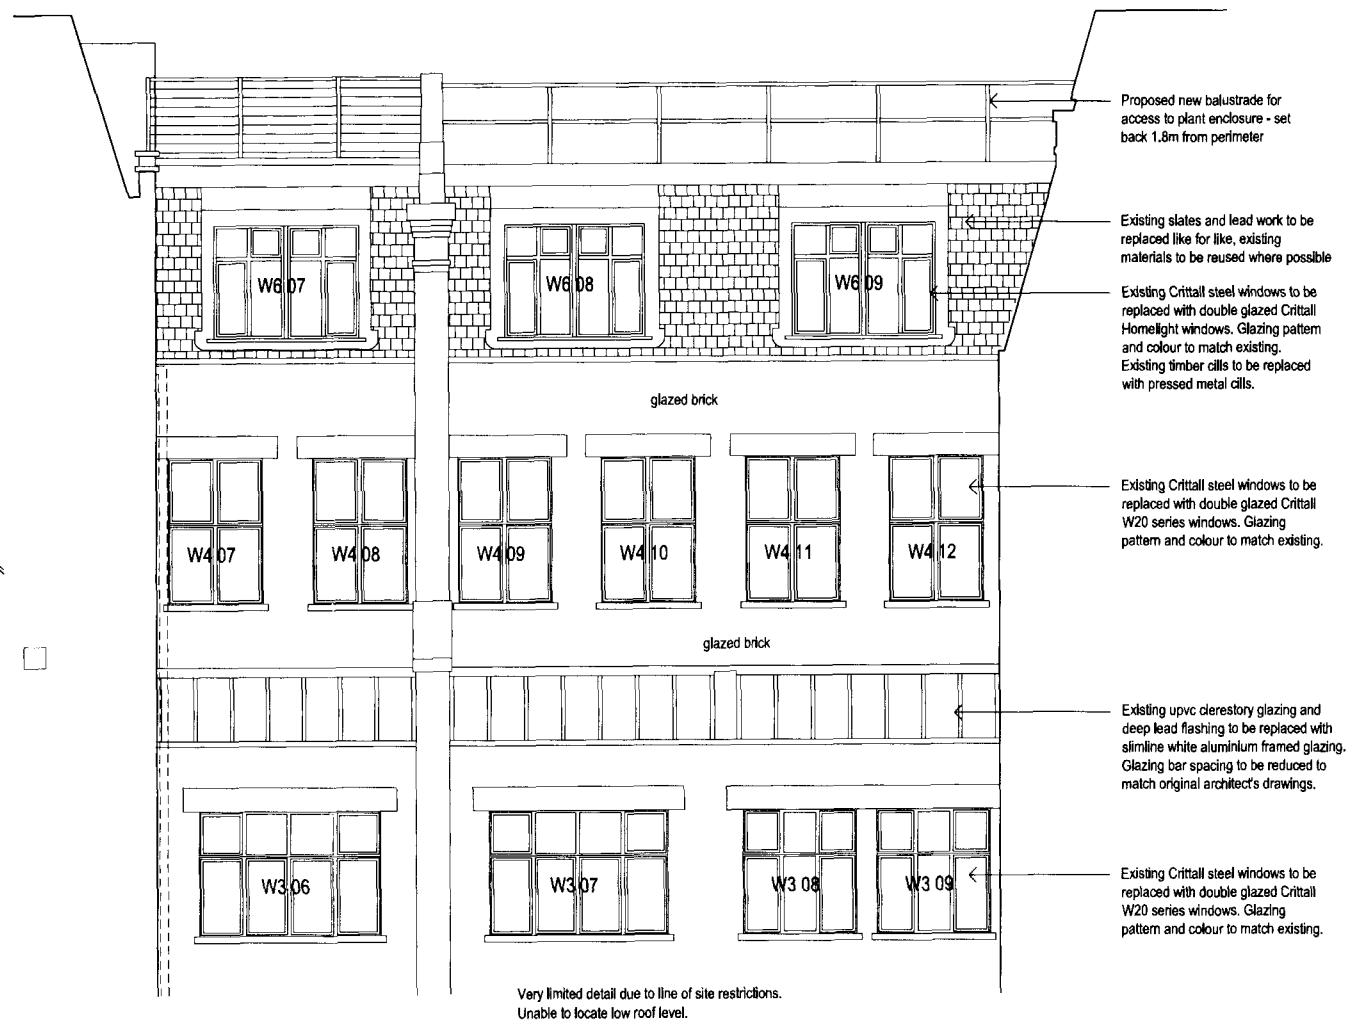 Proposed new balustrade for
access to plant enclosure - set
back 1.8m from perimeter
Existing slates and lead work to be
replaced like for like, existing
materials to be reused where possible
W6 07
W6 08
W6 09
Existing Crittall steel windows to be
replaced with double glazed Crittall
Homelight windows. Glazing pattern
and colour to match existing.
Existing timber cills to be replaced
with pressed metal cills.
glazed brick
Existing Crittall steel windows to be
replaced with double glazed Crittall
W20 series windows. Glazing
pattern and colour to match existing.
W4 07
W4 08
W4 09
W4 10
W4 11
W4 12
glazed brick
Existing upvc clerestory glazing and
deep lead flashing to be replaced with
slimline white aluminium framed glazing.
Glazing bar spacing to be reduced to
match original architect's drawings.
W3 06
W3 07
W3 08
W3 09
Existing Crittall steel windows to be
replaced with double glazed Crittall
W20 series windows. Glazing
pattern and colour to match existing.
Very limited detail due to line of site restrictions.
Unable to locate low roof level.